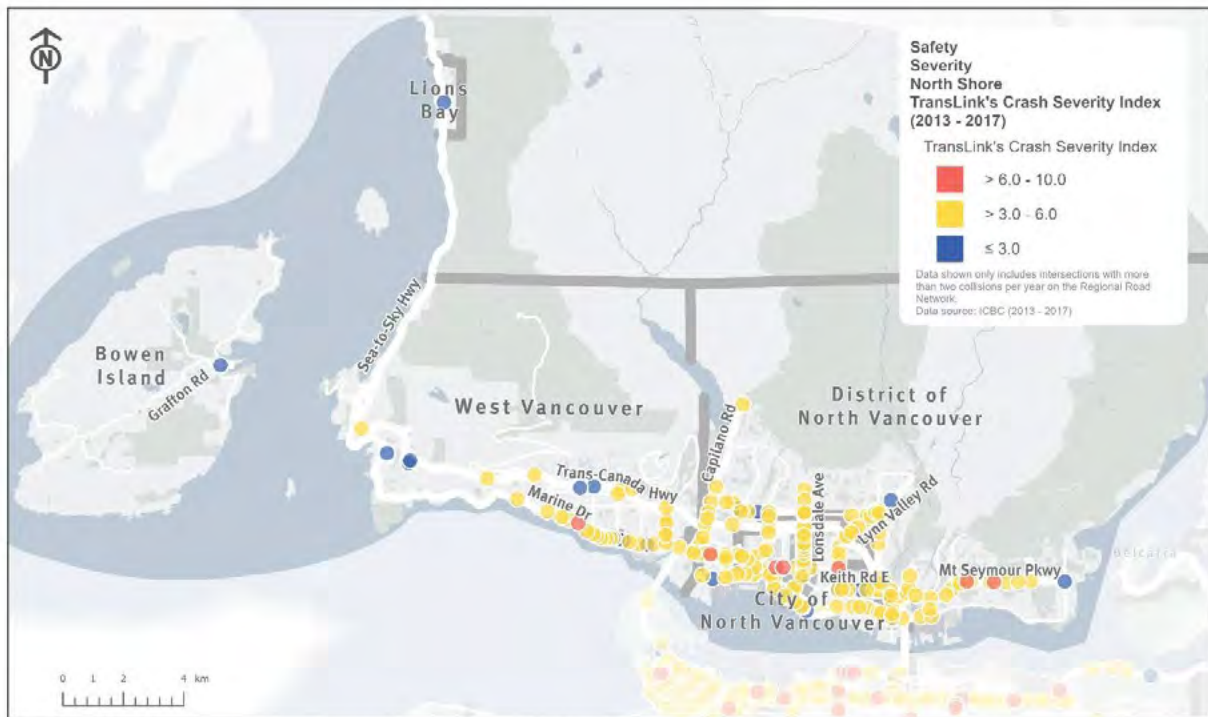 N
Safety
Severity
North Shore
TransLink's Crash Severity Index
(2013 - 2017)
TransLink's Crash Severity Index
> 6.0 - 10.0
> 3.0 - 6.0
≤ 3.0
Data shown only includes intersections with more
than two collisions per year on the Regional Road
Network.
Data source: ICBC (2013 - 2017)
Lions
Bay
Sea-to-Sky Hwy
Bowen
Island
Grafton Rd
West Vancouver
District of
North Vancouver
Capilano Rd
Trans-Canada Hwy
Marine Dr
Lonsdale Ave
Lynn Valley Rd
Belcarra
Keith Rd E
Mt Seymour Pkwy
City of
North Vancouver
0 1 2 4 km